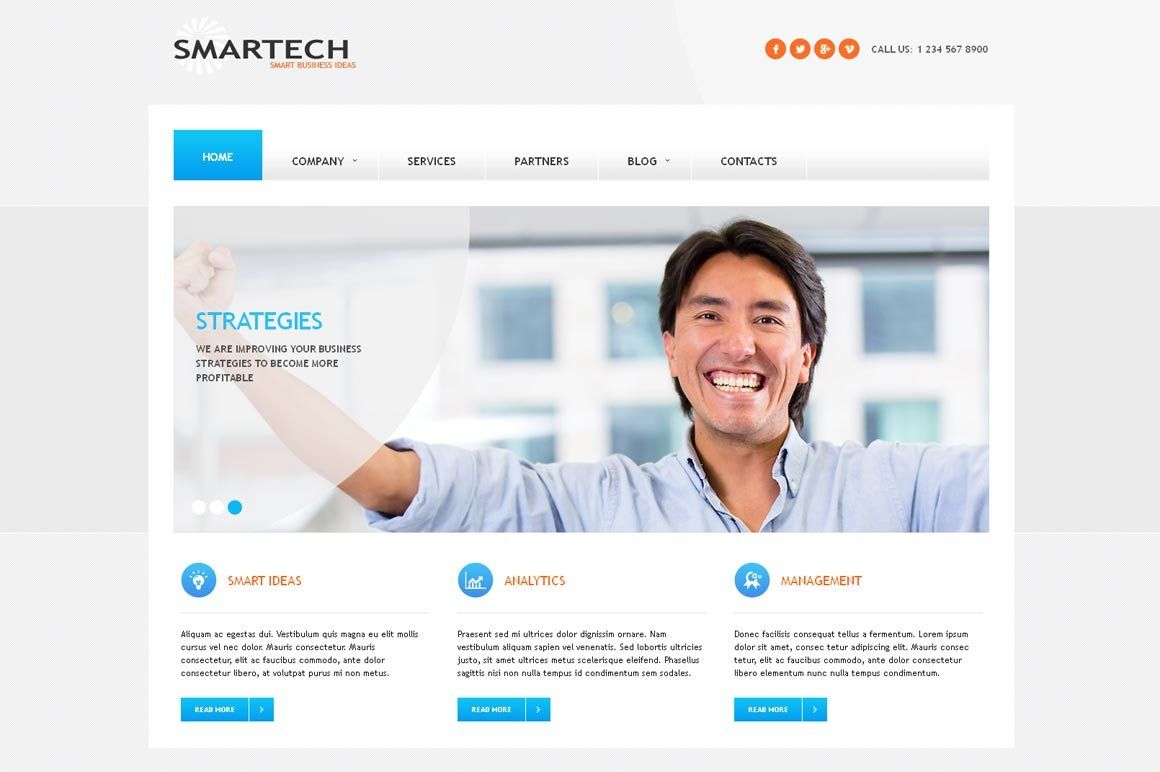 SMARTECH
SMART BUSINESS IDEAS
CALL US: 1 234 567 8900
HOME
COMPANY
SERVICES
PARTNERS
BLOG
CONTACTS
STRATEGIES
WE ARE IMPROVING YOUR BUSINESS
STRATEGIES TO BECOME MORE
PROFITABLE
SMART IDEAS
Aliquam ac egestas dui. Vestibulum quis magna eu elit mollis
cursus vel nec dolor. Mauris consectetur. Mauris
consectetur, elit ac faucibus commodo, ante dolor
consectetur libero, at volutpat purus mi non metus.
READ MORE
ANALYTICS
Praesent sed mi ultrices dolor dignissim ornare. Nam
vestibulum aliquam sapien vel venenatis. Sed lobortis ultricies
justo, sit amet ultrices metus scelerisque eleifend. Phasellus
sagittis nisi non nulla tempus id condimentum sem sodales.
READ MORE
MANAGEMENT
Donec facilisis consequat tellus a fermentum. Lorem ipsum
dolor sit amet, consec tetur adipiscing elit. Mauris consec
tetur, elit ac faucibus commodo, ante dolor consectetur
libero elementum nunc nulla tempus condimentum.
READ MORE